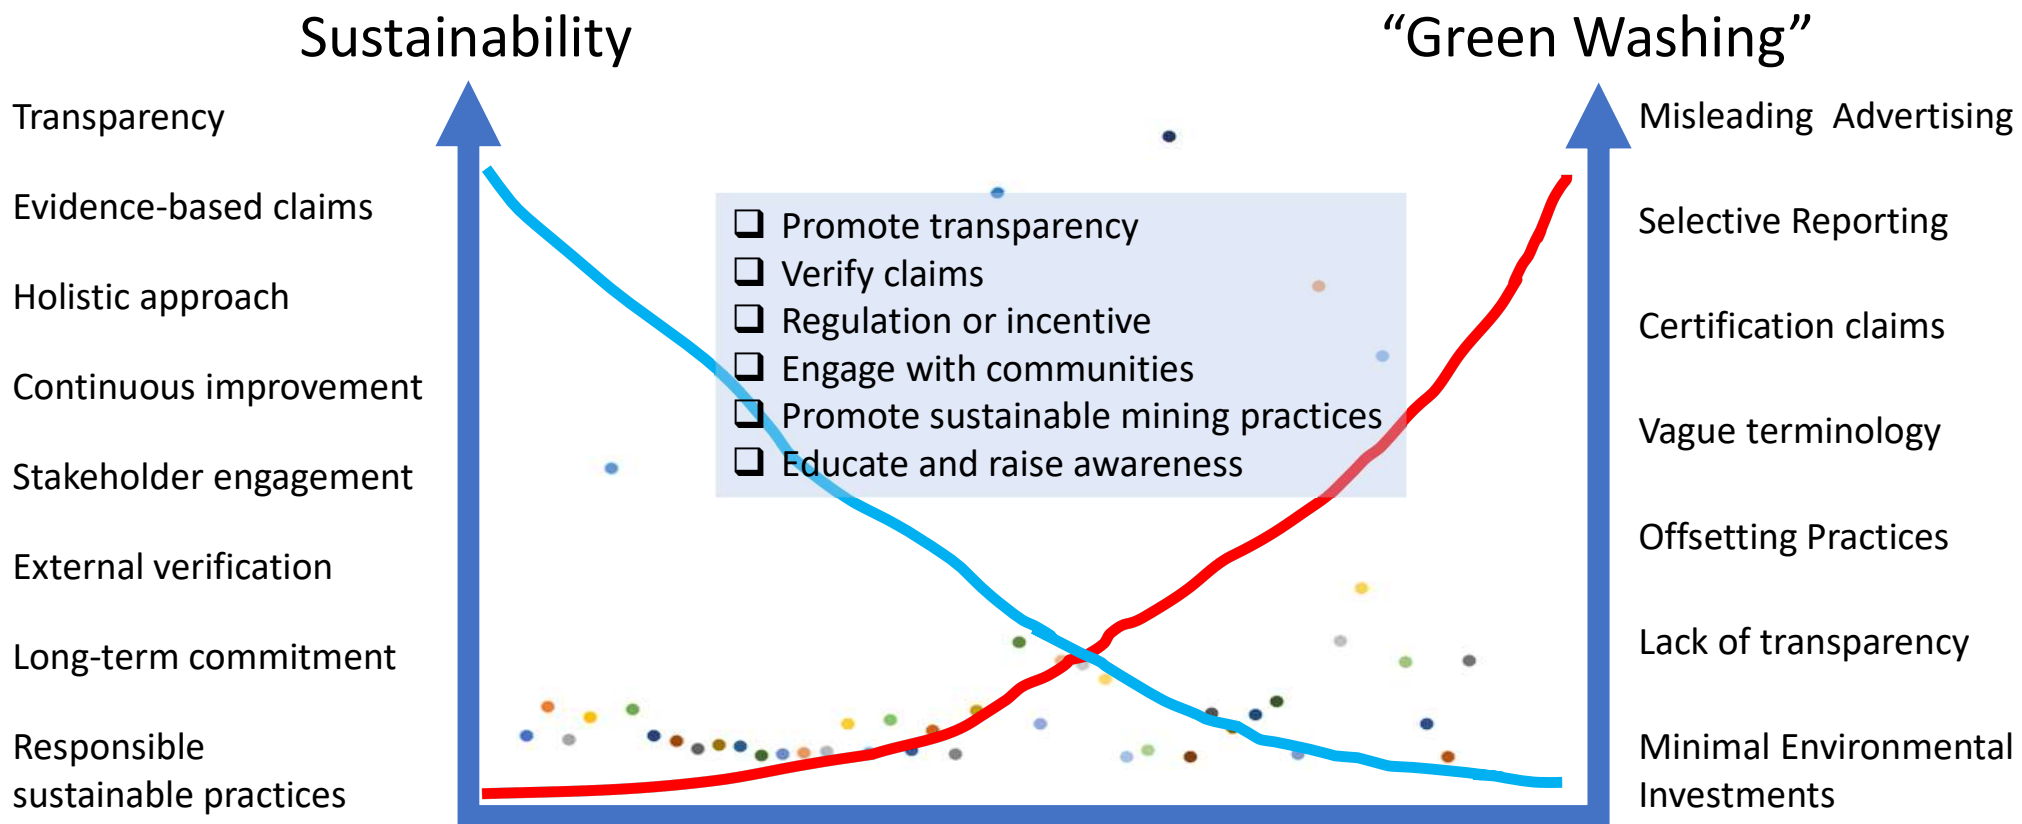 Sustainability
“Green Washing”
Transparency
Evidence-based claims
Holistic approach
Continuous improvement
Stakeholder engagement
External verification
Long-term commitment
Responsible
sustainable practices
❑ Promote transparency
❑ Verify claims
❑ Regulation or incentive
❑ Engage with communities
❑ Promote sustainable mining practices
❑ Educate and raise awareness
Misleading  Advertising
Selective Reporting
Certification claims
Vague terminology
Offsetting Practices
Lack of transparency
Minimal Environmental
Investments